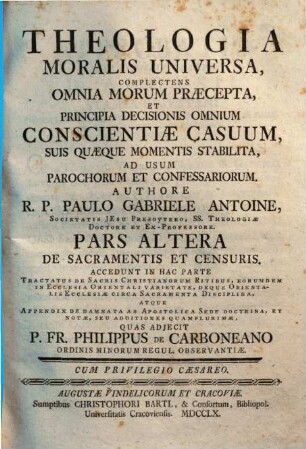 THEOLOGIA
MORALIS UNIVERSA,
COMPLECTENS
OMNIA MORUM PRÆCEPTA,
ET
PRINCIPIA DECISIONIS OMNIUM
CONSCIENTIÆ CASUUM,
SUIS QUÆQUE MOMENTIS STABILITA,
AD USUM
PAROCHORUM ET CONFESSARIORUM.
AUTHORE
R. P. PAULO GABRIELE ANTOINE,
SOCIETATIS JESU PRESBYTERO, SS. THEOLOGIÆ
DOCTORE ET EX-PROFESSORE.
PARS ALTERA
DE SACRAMENTIS ET CENSURIS.
ACCEDUNT IN HAC PARTE
TRACTATUS DE SACRIS CHRISTIANORUM RITIBUS, EORUMDEM
IN ECCLESIA ORIENTALI VARIETATE, DEQUE ORIENTA-
LIS ECCLESIÆ CIRCA SACRAMENTA DISCIPLINA,
ATQUE
APPENDIX DE DAMNATA AB APOSTOLICA SEDE DOCTRINA, ET
NOTÆ, SEU ADDITIONES QUAMPLURIMÆ,
QUAS ADJECIT
P. FR. PHILIPPUS DE CARBONEANO
ORDINIS MINORUM REGUL. OBSERVANTIÆ.
CUM PRIVILEGIO CÆSAREO.
AUGUSTÆ VINDELICORUM ET CRACOVIÆ.
Sumptibus CHRISTOPHORI BARTL, & Consortum, Bibliopol.
Universitatis Cracoviensis. MDCCLX.